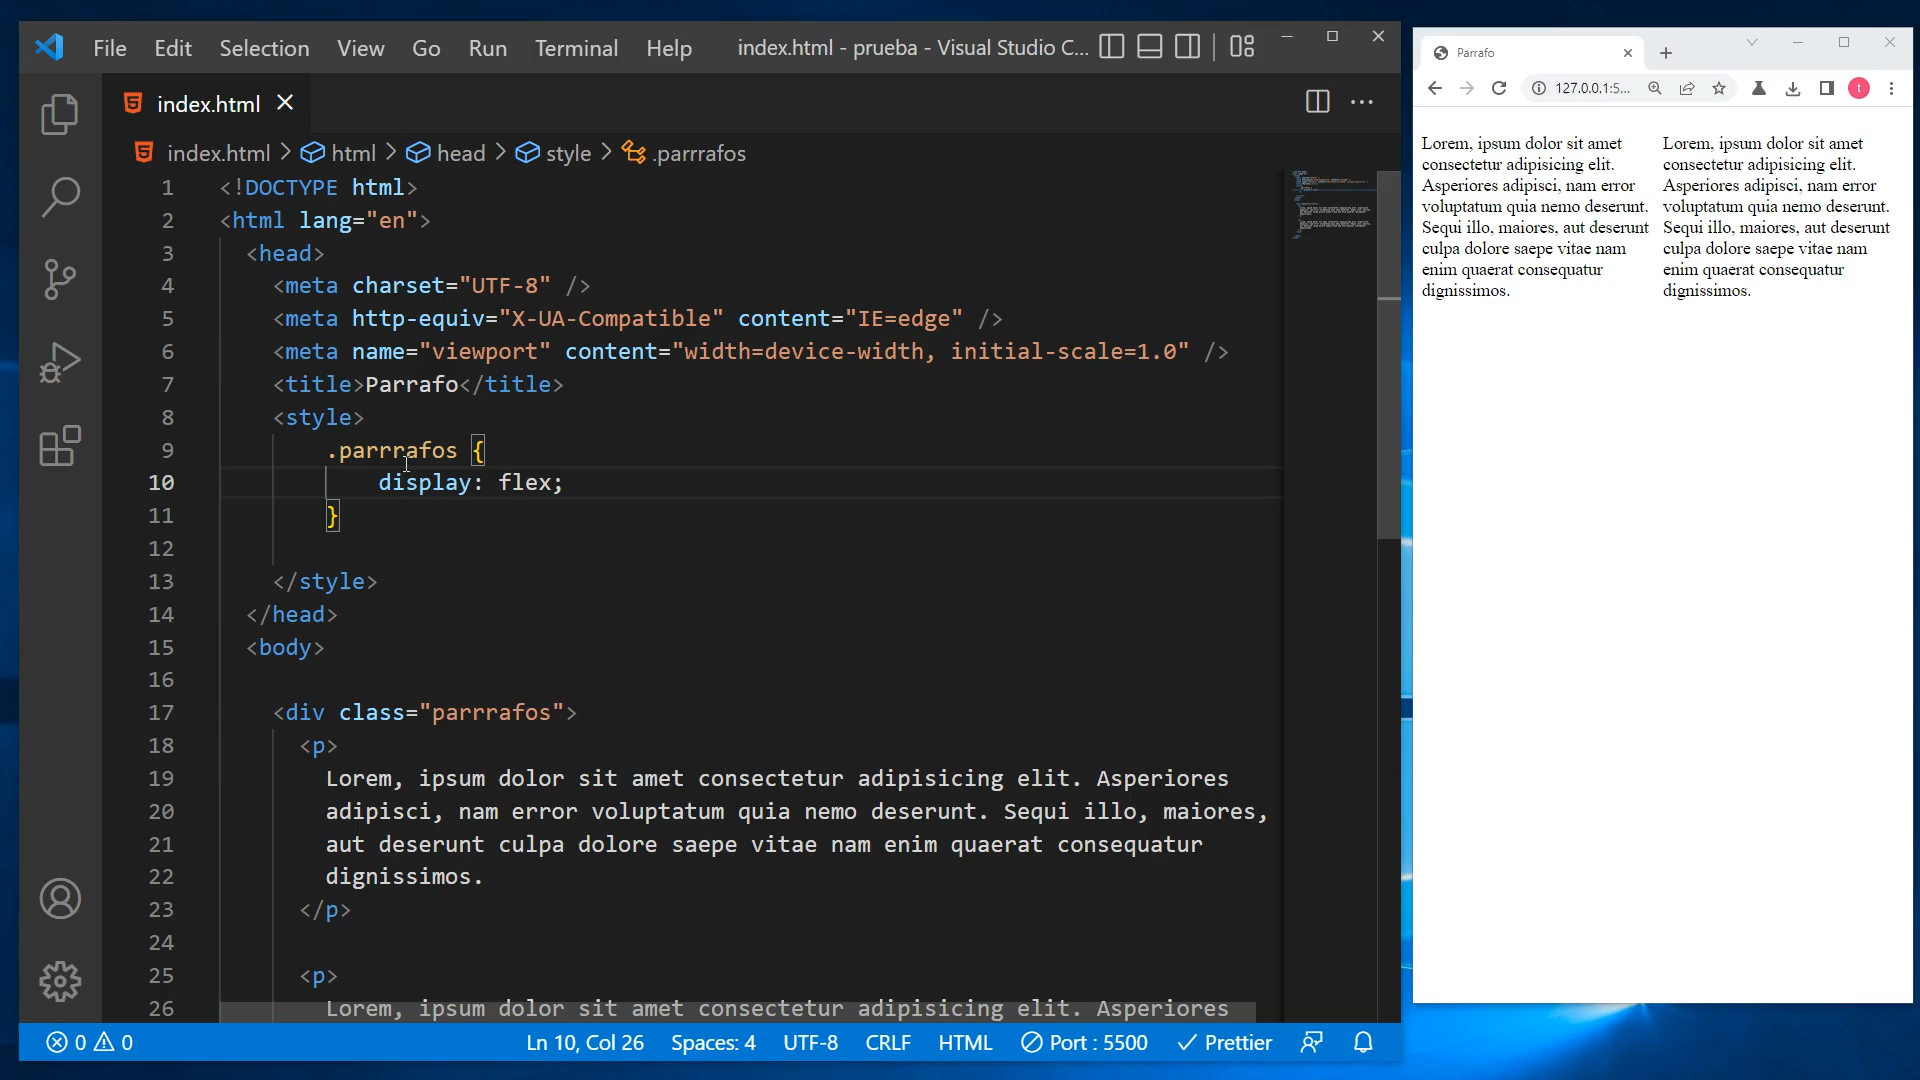 File Edit Selection View Go Run Terminal Help index.html - prueba - Visual Studio C...
index.html
index.html > html > head > style > .parrrafos
1 <!DOCTYPE html>
2 <html lang="en">
3 <head>
4 <meta charset="UTF-8" />
5 <meta http-equiv="X-UA-Compatible" content="IE=edge" />
6 <meta name="viewport" content="width=device-width, initial-scale=1.0" />
7 <title>Parrafo</title>
8 <style>
9 .parrrafos {
10 display: flex;
11 }
12
13 </style>
14 </head>
15 <body>
16
17 <div class="parrrafos">
18 <p>
19 Lorem, ipsum dolor sit amet consectetur adipisicing elit. Asperiores
20 adipisci, nam error voluptatum quia nemo deserunt. Sequi illo, maiores,
21 aut deserunt culpa dolore saepe vitae nam enim quaerat consequatur
22 dignissimos.
23 </p>
24
25 <p>
26 Lorem, ipsum dolor sit amet consectetur adipisicing elit. Asperiores
0 0 Ln 10, Col 26 Spaces: 4 UTF-8 CRLF HTML Port : 5500 Prettier
Parrafo
127.0.0.1:5... t
Lorem, ipsum dolor sit amet
consectetur adipisicing elit.
Asperiores adipisci, nam error
voluptatum quia nemo deserunt.
Sequi illo, maiores, aut deserunt
culpa dolore saepe vitae nam
enim quaerat consequatur
dignissimos.
Lorem, ipsum dolor sit amet
consectetur adipisicing elit.
Asperiores adipisci, nam error
voluptatum quia nemo deserunt.
Sequi illo, maiores, aut deserunt
culpa dolore saepe vitae nam
enim quaerat consequatur
dignissimos.